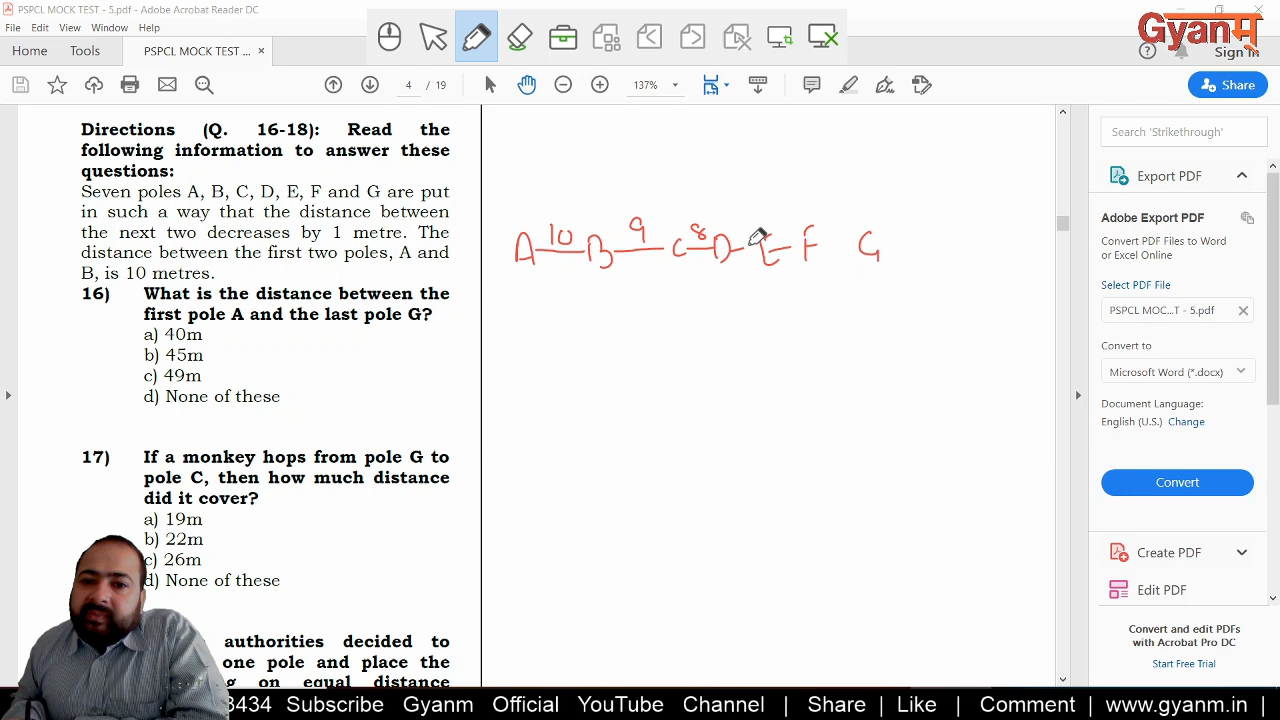 PSPCL MOCK TEST - 5.pdf - Adobe Acrobat Reader DC
File Edit View Document Window Help
Home Tools PSPCL MOCK TEST ... ×
Gyanम्
Sign In
4 / 19
137%
Share
Directions (Q. 16-18): Read the
following information to answer these
questions:
Seven poles A, B, C, D, E, F and G are put
in such a way that the distance between
the next two decreases by 1 metre. The
distance between the first two poles, A and
B, is 10 metres.
16) What is the distance between the
first pole A and the last pole G?
a) 40m
b) 45m
c) 49m
d) None of these
17) If a monkey hops from pole G to
pole C, then how much distance
did it cover?
a) 19m
b) 22m
c) 26m
d) None of these
authorities decided to
one pole and place the
on equal distance
10 9 8
A B C D E F G
Search 'Strikethrough'
Export PDF
Adobe Export PDF
Convert PDF Files to Word
or Excel Online
Select PDF File
PSPCL MOC...T - 5.pdf
Convert to
Microsoft Word (*.docx)
Document Language:
English (U.S.) Change
Convert
Create PDF
Edit PDF
Convert and edit PDFs
with Acrobat Pro DC
Start Free Trial
3434 Subscribe Gyanm Official YouTube Channel | Share | Like | Comment | www.gyanm.in |